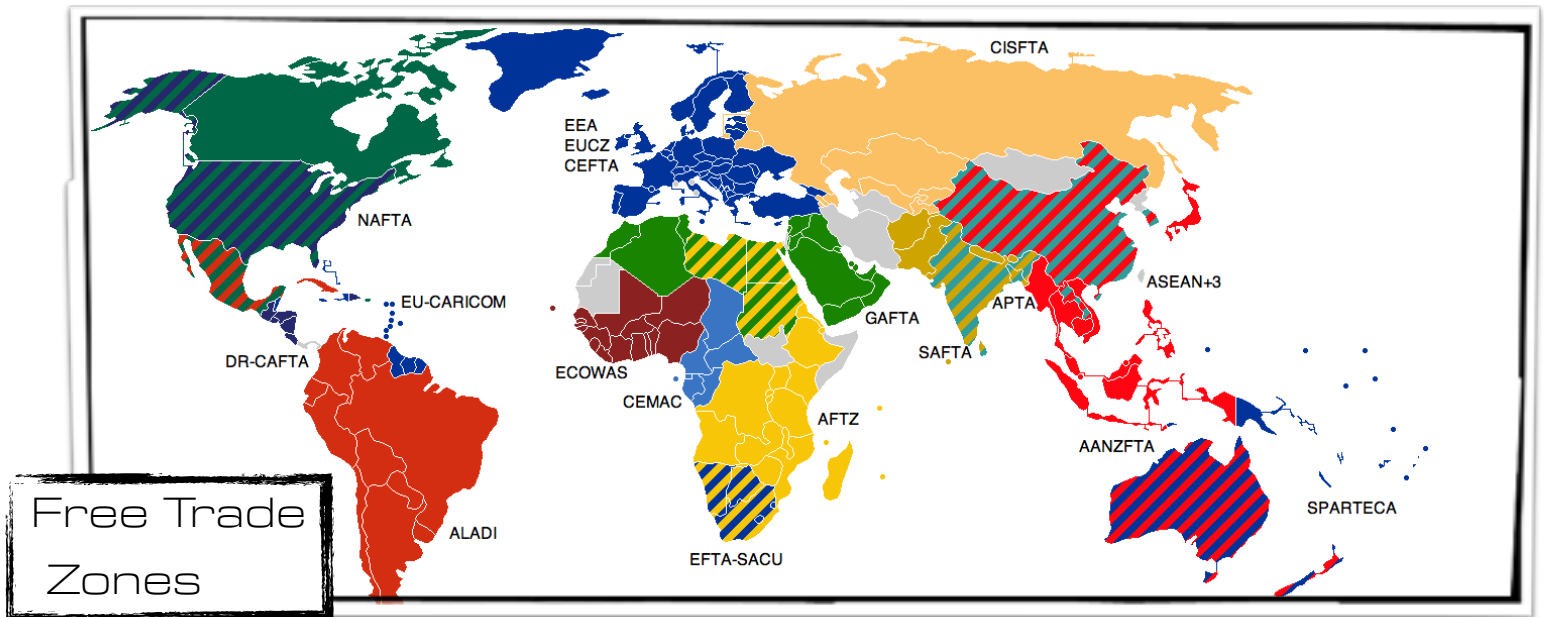 CISFTA
EEA
EUCZ
CEFTA
NAFTA
ASEAN+3
EU-CARICOM
APTA
GAFTA
SAFTA
DR-CAFTA
ECOWAS
CEMAC
AFTZ
AANZFTA
SPARTECA
ALADI
EFTA-SACU
Free Trade
Zones